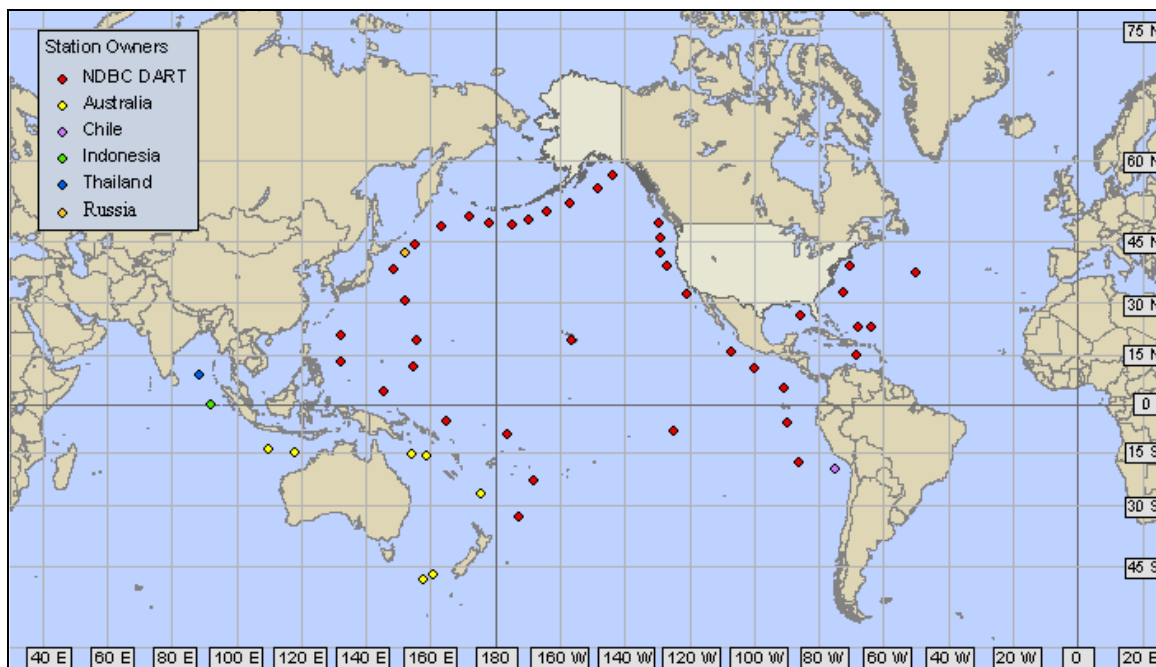 Station Owners
NDBC DART
Australia
Chile
Indonesia
Thailand
Russia
75 N
60 N
45 N
30 N
15 N
0
15 S
30 S
45 S
40 E 60 E 80 E 100 E 120 E 140 E 160 E 180 160 W 140 W 120 W 100 W 80 W 60 W 40 W 20 W 0 20 E